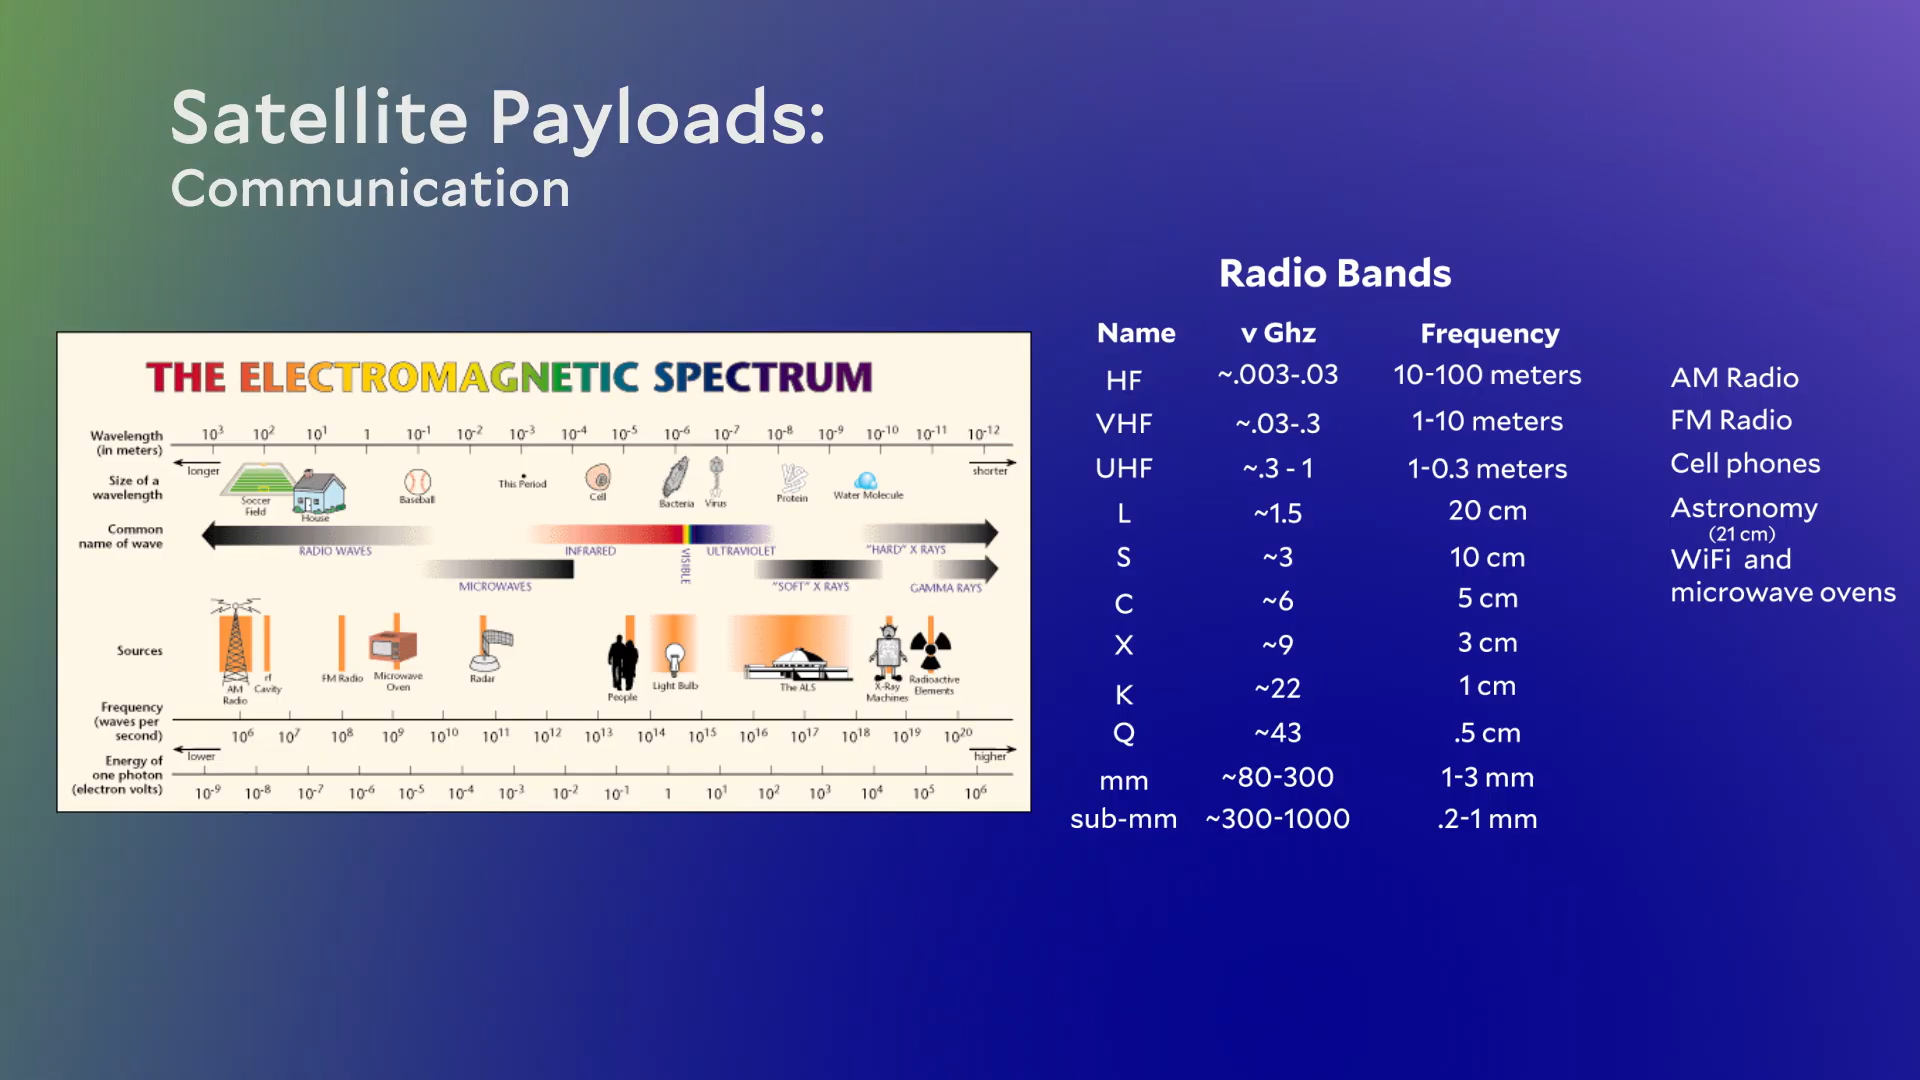 Satellite Payloads:
Communication
THE ELECTROMAGNETIC SPECTRUM
Wavelength
(in meters)
10³ 10² 10¹ 1 10⁻¹ 10⁻² 10⁻³ 10⁻⁴ 10⁻⁵ 10⁻⁶ 10⁻⁷ 10⁻⁸ 10⁻⁹ 10⁻¹⁰ 10⁻¹¹ 10⁻¹²
longer
shorter
Size of a
wavelength
Soccer
Field
House
Baseball
This Period
Cell
Bacteria
Virus
Protein
Water Molecule
Common
name of wave
RADIO WAVES
INFRARED
VISIBLE
ULTRAVIOLET
"HARD" X RAYS
MICROWAVES
"SOFT" X RAYS
GAMMA RAYS
Sources
AM
Radio
rf
Cavity
FM Radio
Microwave
Oven
Radar
People
Light Bulb
The ALS
X-Ray
Machines
Radioactive
Elements
Frequency
(waves per
second)
10⁶ 10⁷ 10⁸ 10⁹ 10¹⁰ 10¹¹ 10¹² 10¹³ 10¹⁴ 10¹⁵ 10¹⁶ 10¹⁷ 10¹⁸ 10¹⁹ 10²⁰
lower
higher
Energy of
one photon
(electron volts)
10⁻⁹ 10⁻⁸ 10⁻⁷ 10⁻⁶ 10⁻⁵ 10⁻⁴ 10⁻³ 10⁻² 10⁻¹ 1 10¹ 10² 10³ 10⁴ 10⁵ 10⁶
Radio Bands
Name v Ghz Frequency
HF ~.003-.03 10-100 meters AM Radio
VHF ~.03-.3 1-10 meters FM Radio
UHF ~.3 - 1 1-0.3 meters Cell phones
L ~1.5 20 cm Astronomy
(21 cm)
S ~3 10 cm WiFi and
microwave ovens
C ~6 5 cm
X ~9 3 cm
K ~22 1 cm
Q ~43 .5 cm
mm ~80-300 1-3 mm
sub-mm ~300-1000 .2-1 mm